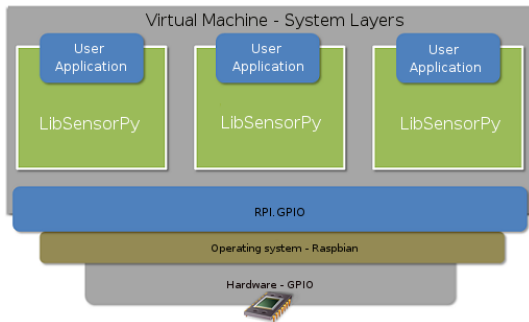 Virtual Machine - System Layers
User
Application
User
Application
User
Application
LibSensorPy
LibSensorPy
LibSensorPy
RPI.GPIO
Operating system - Raspbian
Hardware - GPIO